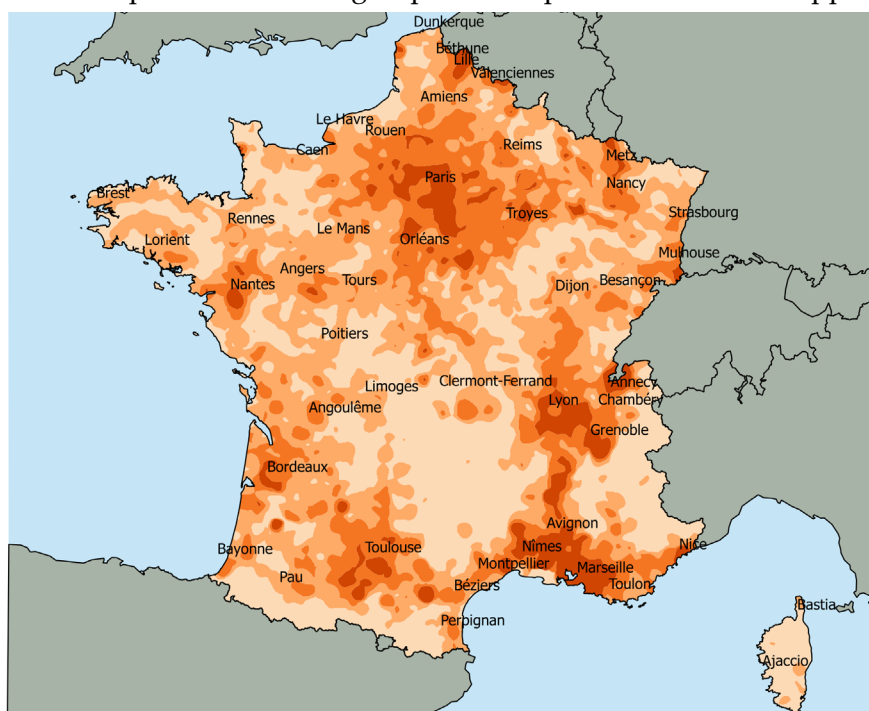 Dunkerque
Béthune
Lille
Valenciennes
Amiens
Le Havre
Rouen
Reims
Caen
Metz
Paris
Nancy
Brest
Troyes
Strasbourg
Rennes
Le Mans
Orléans
Lorient
Mulhouse
Angers
Tours
Besançon
Nantes
Dijon
Poitiers
Clermont-Ferrand
Annecy
Limoges
Lyon
Chambéry
Angoulême
Grenoble
Bordeaux
Avignon
Nice
Bayonne
Toulouse
Nîmes
Montpellier
Marseille
Pau
Béziers
Toulon
Bastia
Perpignan
Ajaccio